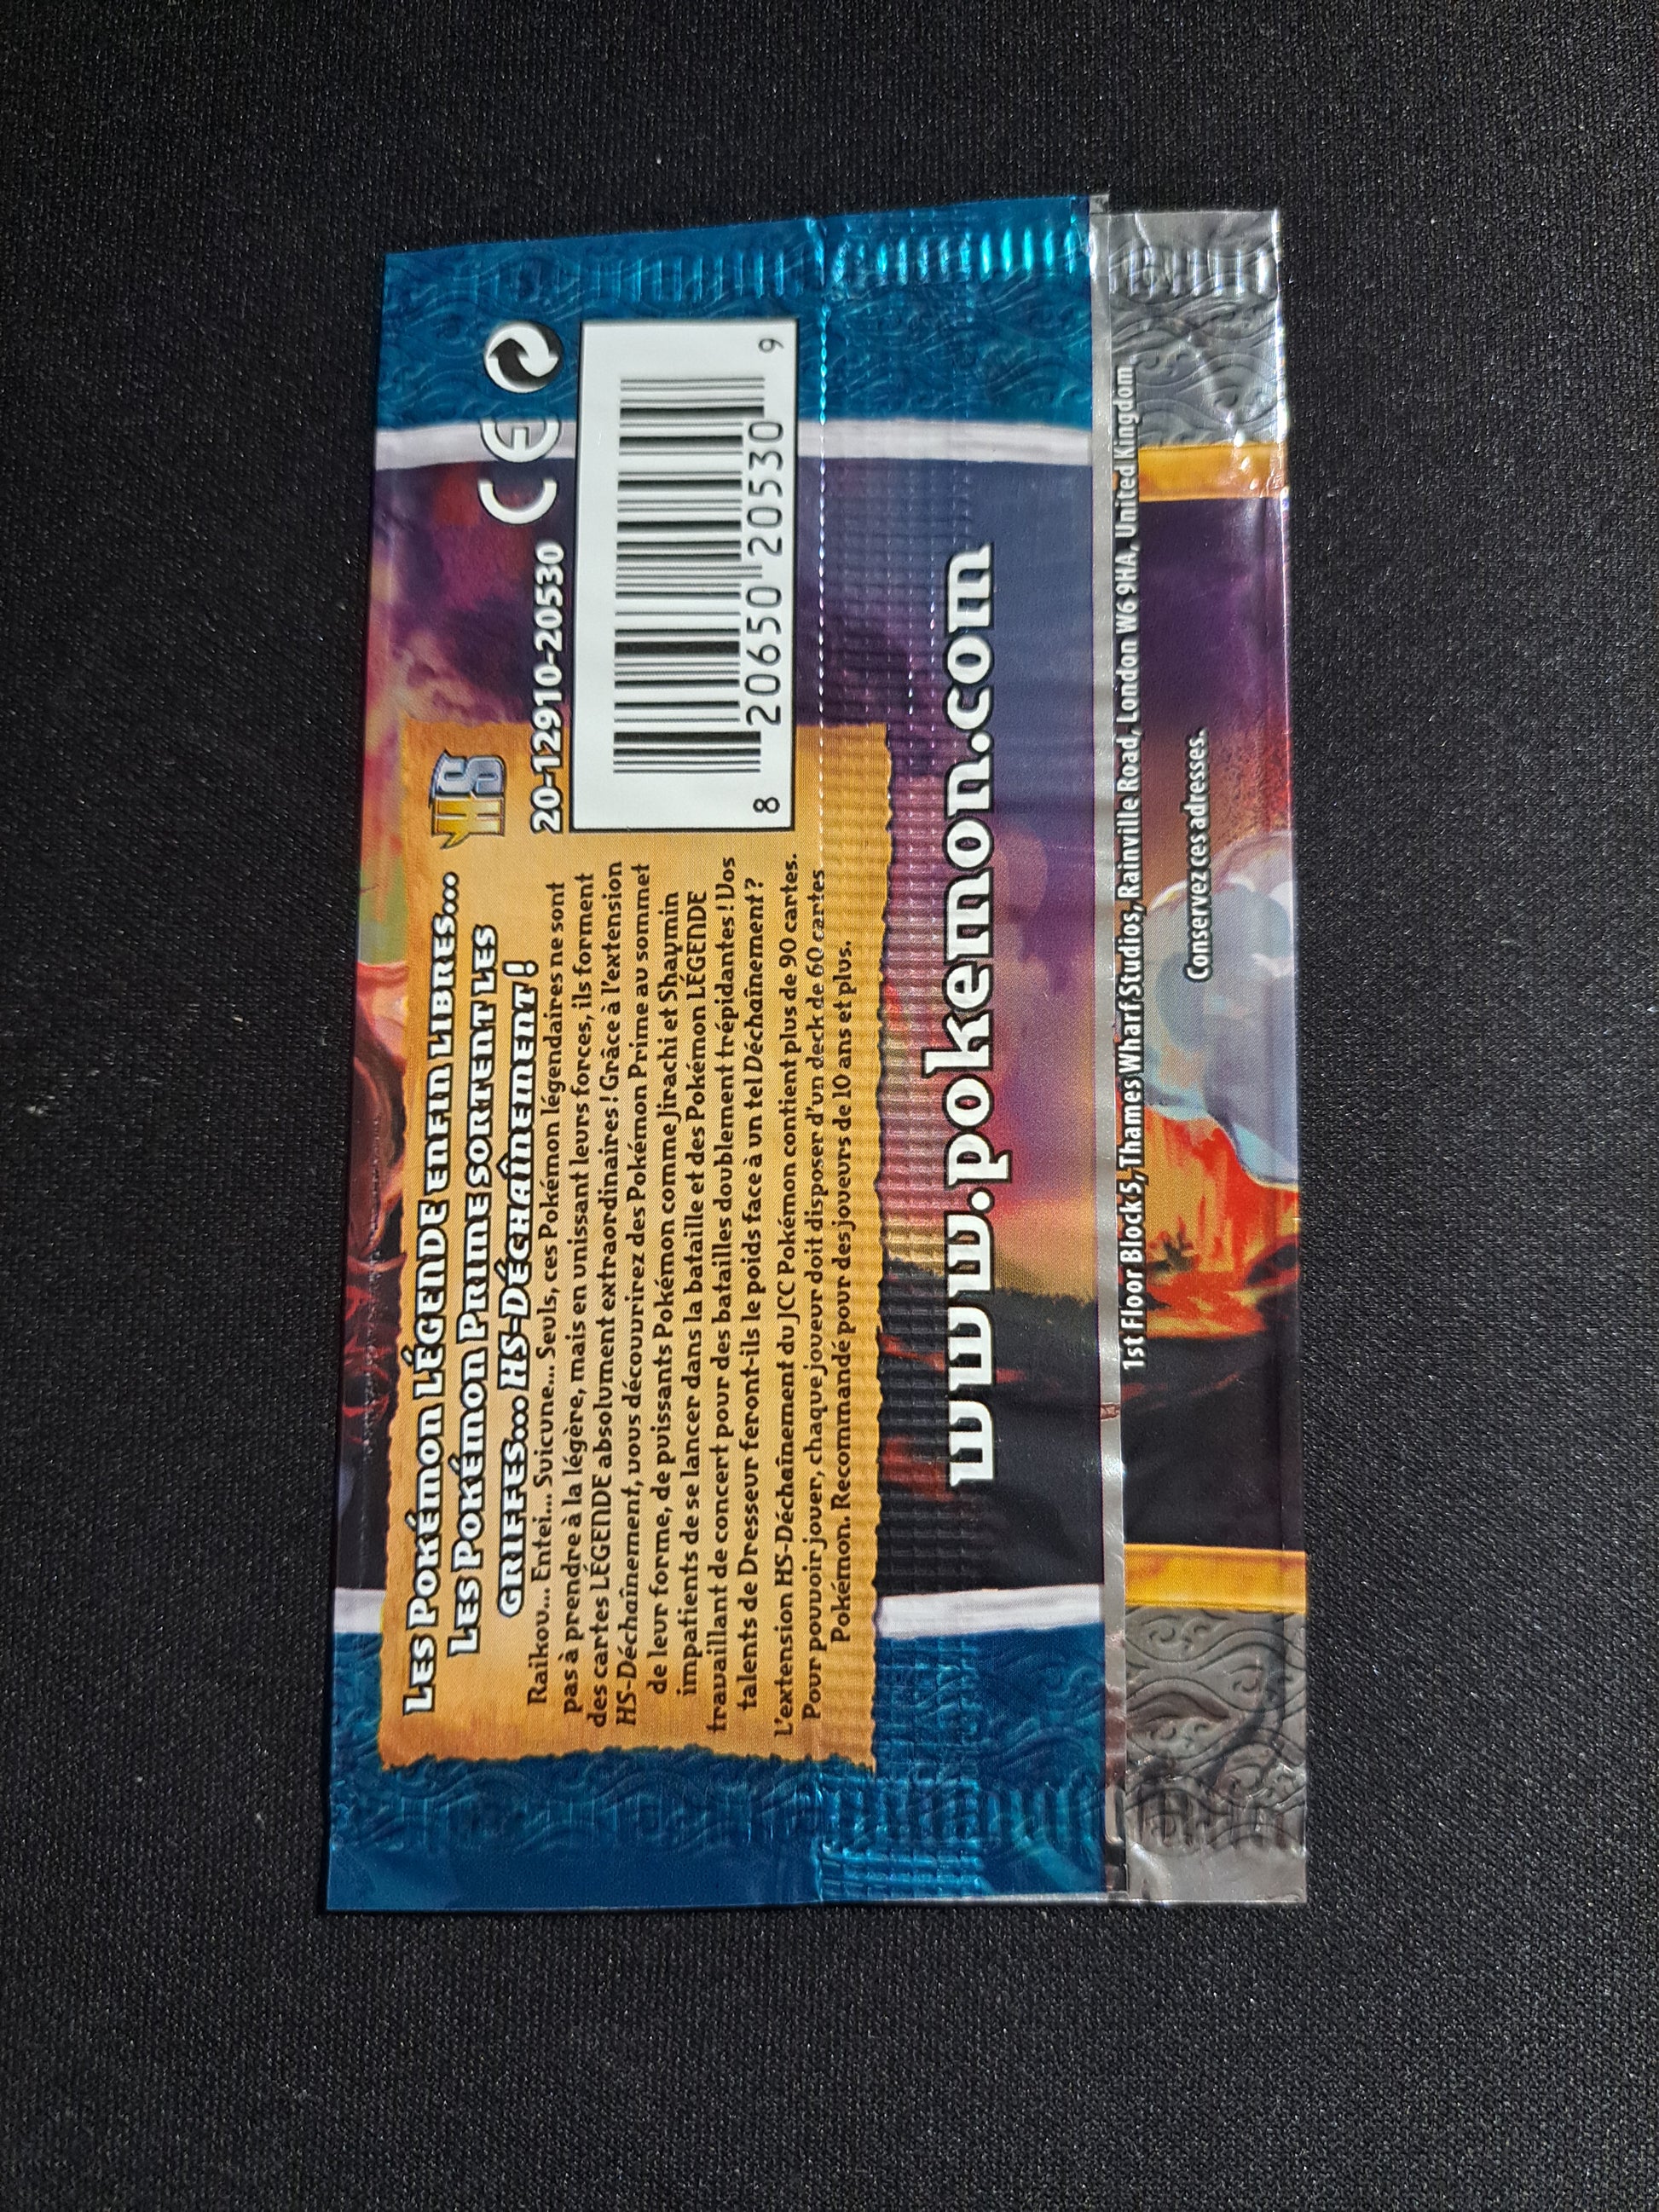 LES POKÉMON LÉGENDE ENFIN LIBRES...
LES POKÉMON PRIME SORTENT LES
GRIFFES... HS-DÉCHAÎNEMENT !
Raikou... Entei... Suicune... Seuls, ces Pokémon légendaires ne sont
pas à prendre à la légère, mais en unissant leurs forces, ils forment
des cartes LÉGENDE absolument extraordinaires ! Grâce à l'extension
HS-Déchaînement, vous découvrirez des Pokémon Prime au sommet
de leur forme, de puissants Pokémon comme Jirachi et Shaymin
impatients de se lancer dans la bataille et des Pokémon LÉGENDE
travaillant de concert pour des batailles doublement trépidantes ! Vos
talents de Dresseur feront-ils le poids face à un tel Déchaînement ?
L'extension HS-Déchaînement du JCC Pokémon contient plus de 90 cartes.
Pour pouvoir jouer, chaque joueur doit disposer d'un deck de 60 cartes
Pokémon. Recommandé pour des joueurs de 10 ans et plus.
HS
20-12910-20530
CE
8 20650 20530 9
www.pokemon.com
1st Floor Block 5, Thames Wharf Studios, Rainville Road, London W6 9HA, United Kingdom
Conservez ces adresses.